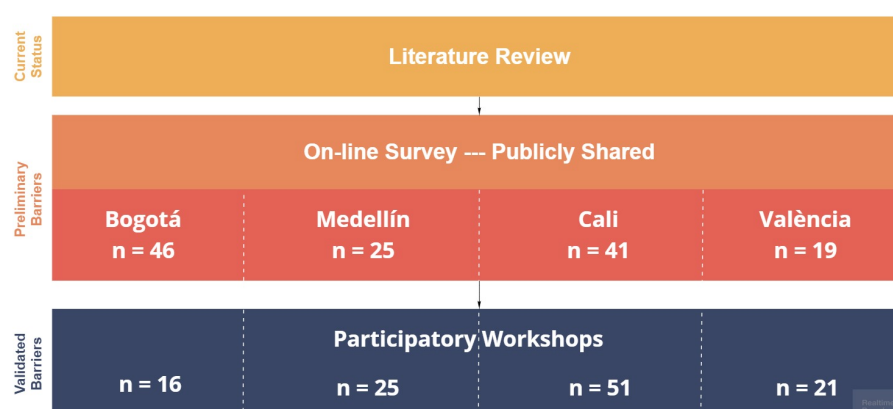 Current
Status
Literature Review
Preliminary
Barriers
On-line Survey --- Publicly Shared
Bogotá
n = 46
Medellín
n = 25
Cali
n = 41
València
n = 19
Validated
Barriers
Participatory Workshops
n = 16
n = 25
n = 51
n = 21